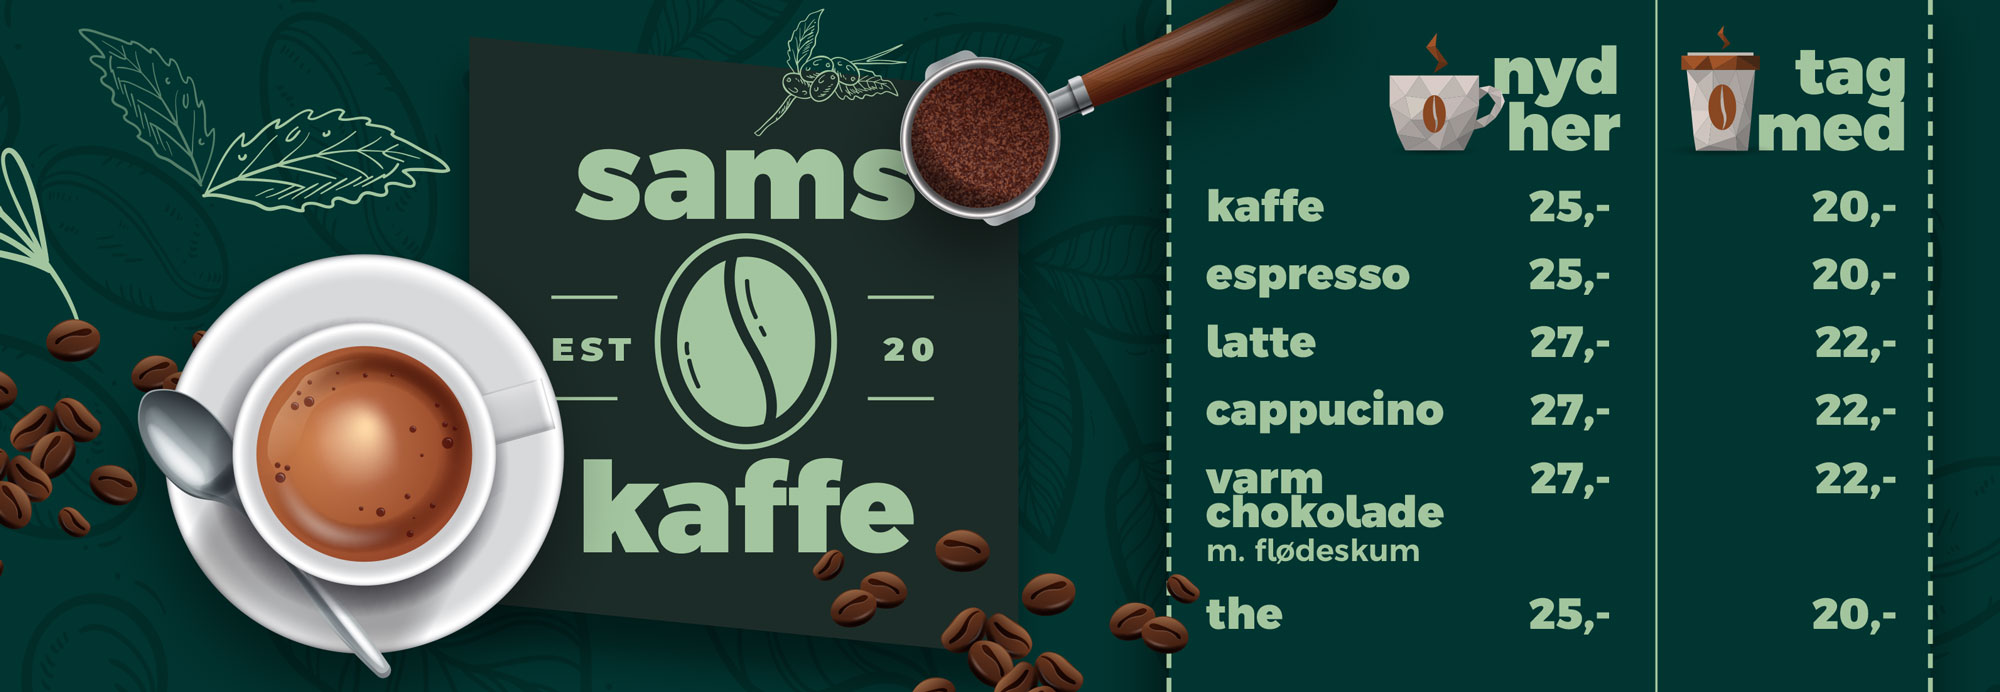 sams
EST 20
kaffe
nyd
her
tag
med
kaffe 25,- 20,-
espresso 25,- 20,-
latte 27,- 22,-
cappucino 27,- 22,-
varm 27,- 22,-
chokolade
m. flødeskum
the 25,- 20,-